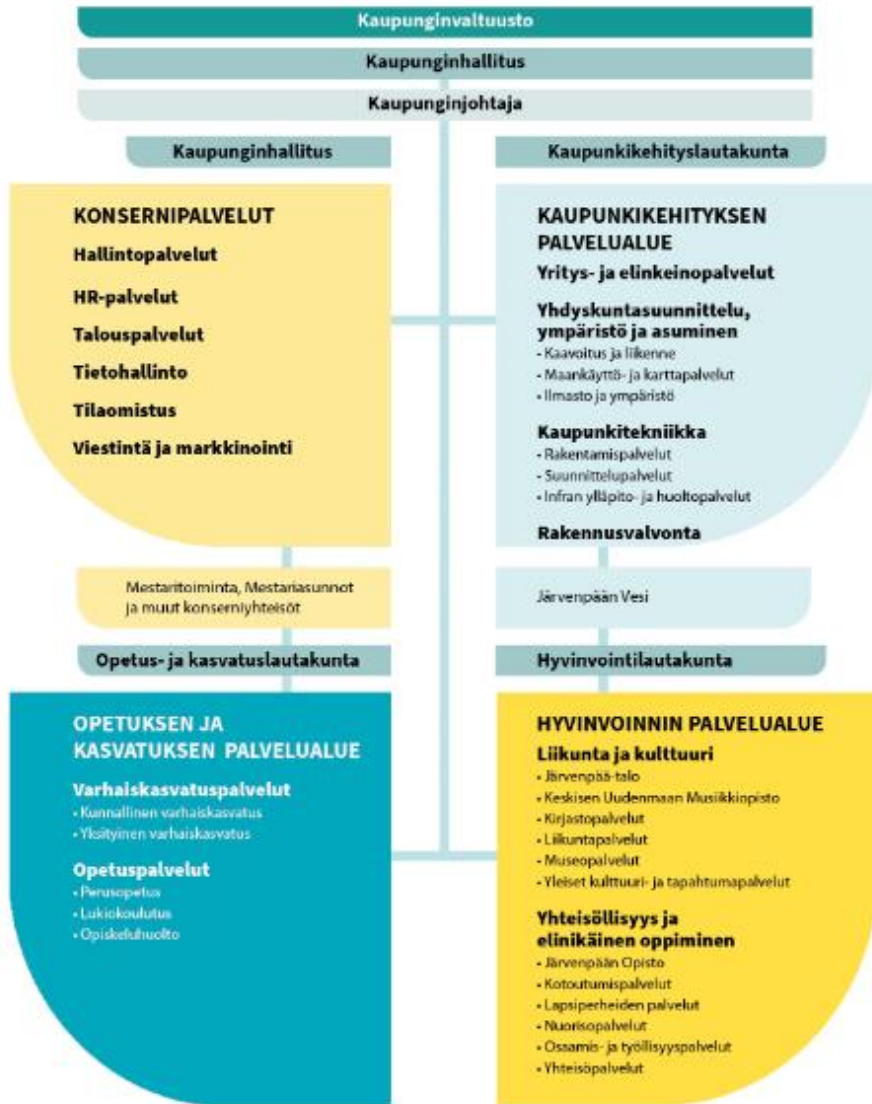 Kaupunginvaltuusto
Kaupunginhallitus
Kaupunginjohtaja
Kaupunginhallitus
KONSERNIPALVELUT
Hallintopalvelut
HR-palvelut
Talouspalvelut
Tietohallinto
Tilaomistus
Viestintä ja markkinointi
Mestaritoiminta, Mestariasunnot
ja muut konserniyhteisöt
Kaupunkikehityslautakunta
KAUPUNKIKEHITYKSEN
PALVELUALUE
Yritys- ja elinkeinopalvelut
Yhdyskuntasuunnittelu,
ympäristö ja asuminen
• Kaavoitus ja liikenne
• Maankäyttö- ja karttapalvelut
• Ilmasto ja ympäristö
Kaupunkitekniikka
• Rakentamispalvelut
• Suunnittelupalvelut
• Infran ylläpito- ja huoltopalvelut
Rakennusvalvonta
Järvenpään Vesi
Opetus- ja kasvatuslautakunta
OPETUKSEN JA
KASVATUKSEN PALVELUALUE
Varhaiskasvatuspalvelut
• Kunnallinen varhaiskasvatus
• Yksityinen varhaiskasvatus
Opetuspalvelut
• Perusopetus
• Lukiokoulutus
• Opiskeluhuolto
Hyvinvointilautakunta
HYVINVOINNIN PALVELUALUE
Liikunta ja kulttuuri
• Järvenpää-talo
• Keskisen Uudenmaan Musiikkiopisto
• Kirjastopalvelut
• Liikuntapalvelut
• Museopalvelut
• Yleiset kulttuuri- ja tapahtumapalvelut
Yhteisöllisyys ja
elinikäinen oppiminen
• Järvenpään Opisto
• Kotoutumispalvelut
• Lapsiperheiden palvelut
• Nuorisopalvelut
• Osaamis- ja työllisyyspalvelut
• Yhteisöpalvelut